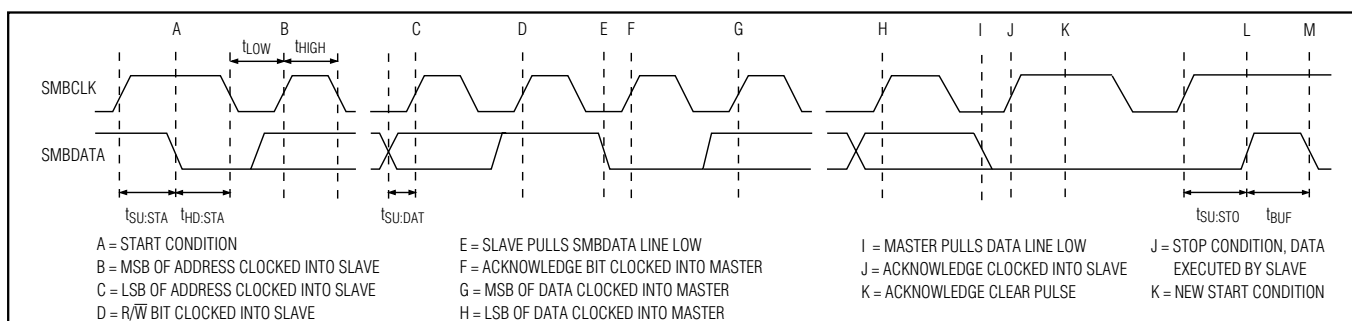 A B C D E F G H I J K L M
tLOW tHIGH
SMBCLK
SMBDATA
tSU:STA tHD:STA tSU:DAT tSU:STO tBUF
A = START CONDITION
B = MSB OF ADDRESS CLOCKED INTO SLAVE
C = LSB OF ADDRESS CLOCKED INTO SLAVE
D = R/W̅ BIT CLOCKED INTO SLAVE
E = SLAVE PULLS SMBDATA LINE LOW
F = ACKNOWLEDGE BIT CLOCKED INTO MASTER
G = MSB OF DATA CLOCKED INTO MASTER
H = LSB OF DATA CLOCKED INTO MASTER
I = MASTER PULLS DATA LINE LOW
J = ACKNOWLEDGE CLOCKED INTO SLAVE
K = ACKNOWLEDGE CLEAR PULSE
J = STOP CONDITION, DATA
EXECUTED BY SLAVE
K = NEW START CONDITION